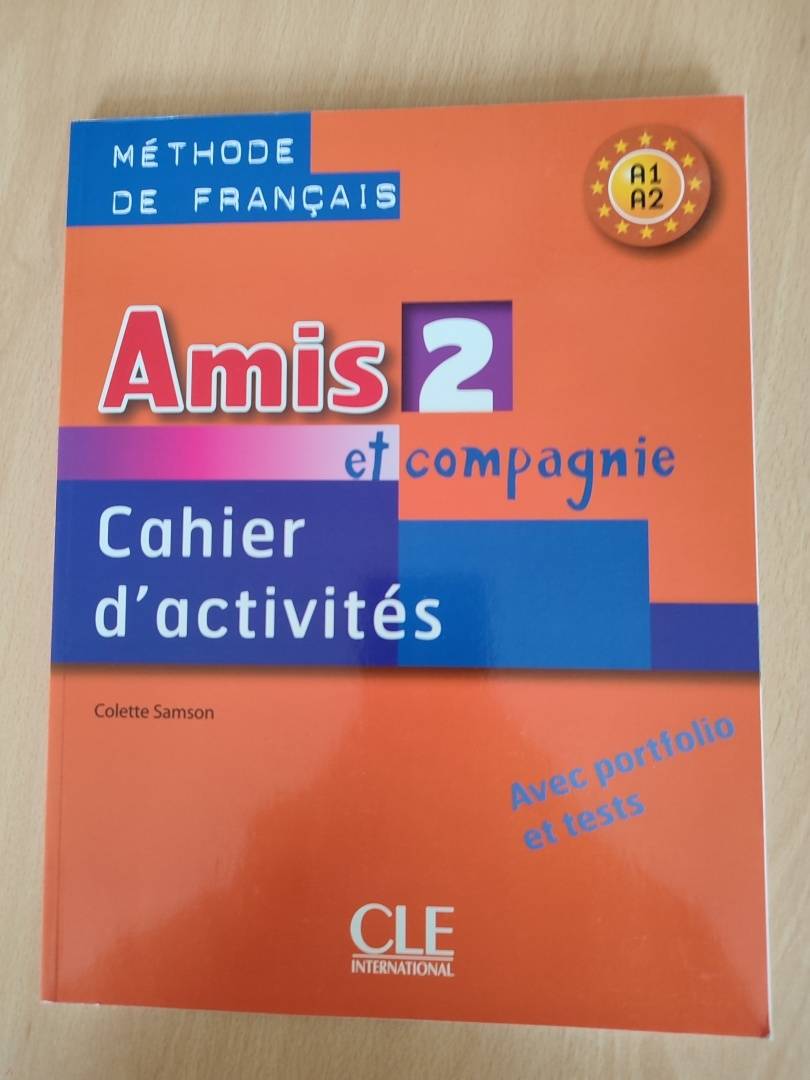 MÉTHODE
DE FRANÇAIS
A1
A2
Amis 2
et compagnie
Cahier
d'activités
Colette Samson
Avec portfolio
et tests
CLE
INTERNATIONAL